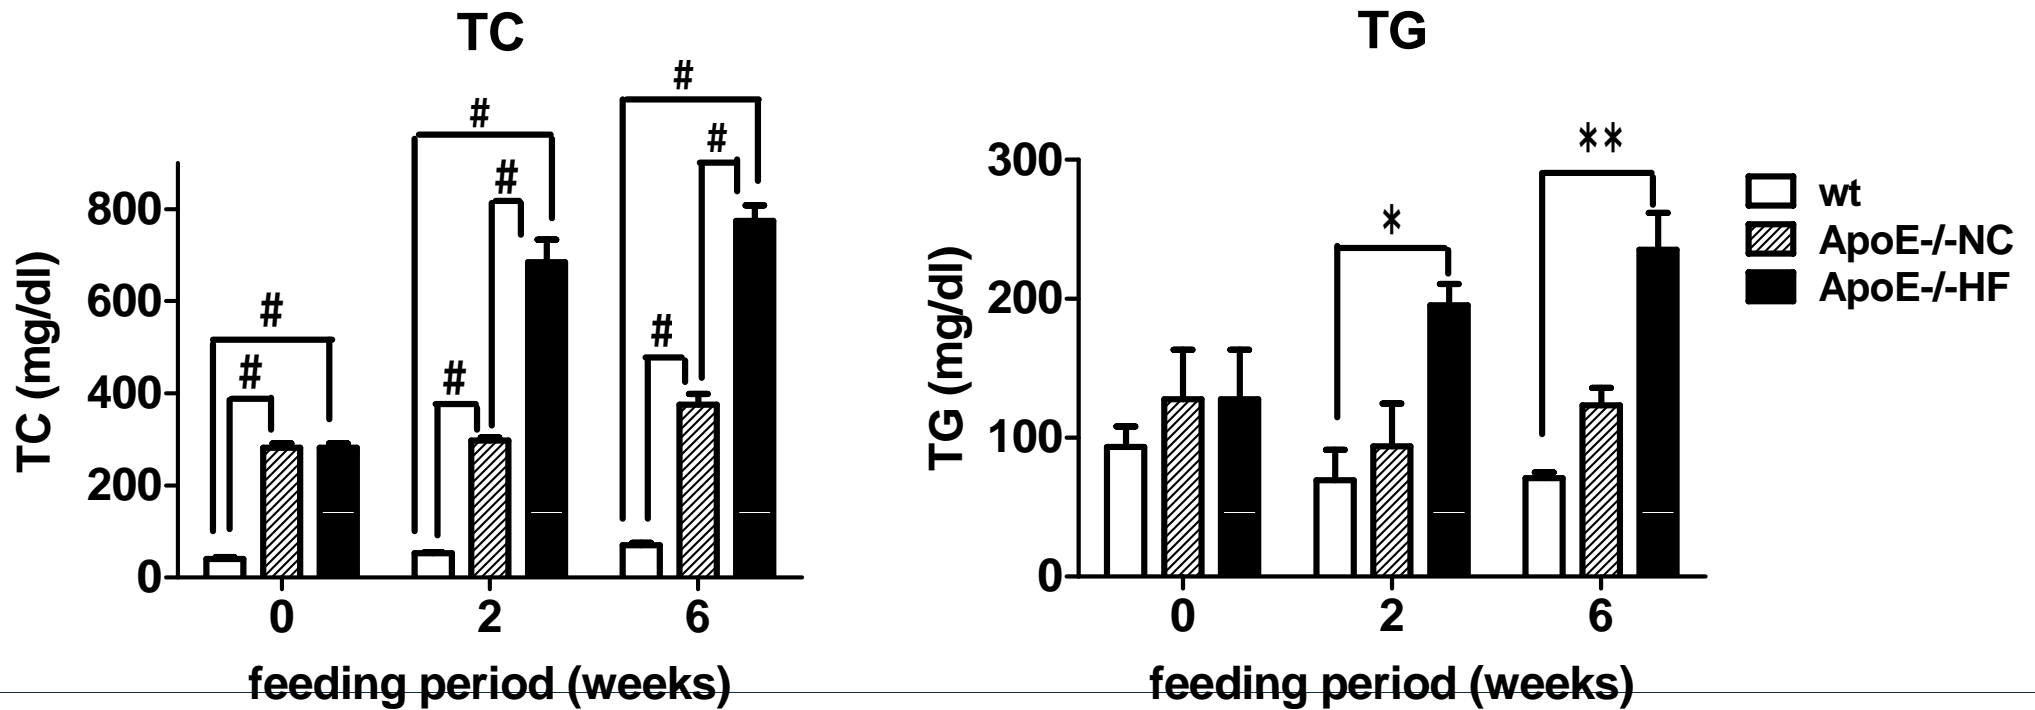 TC
#
#
#
#
#
#
#
#
800
600
400
200
0
TC (mg/dl)
0 2 6
feeding period (weeks)
TG
*
**
300
200
100
0
TG (mg/dl)
0 2 6
feeding period (weeks)
wt
ApoE-/-NC
ApoE-/-HF